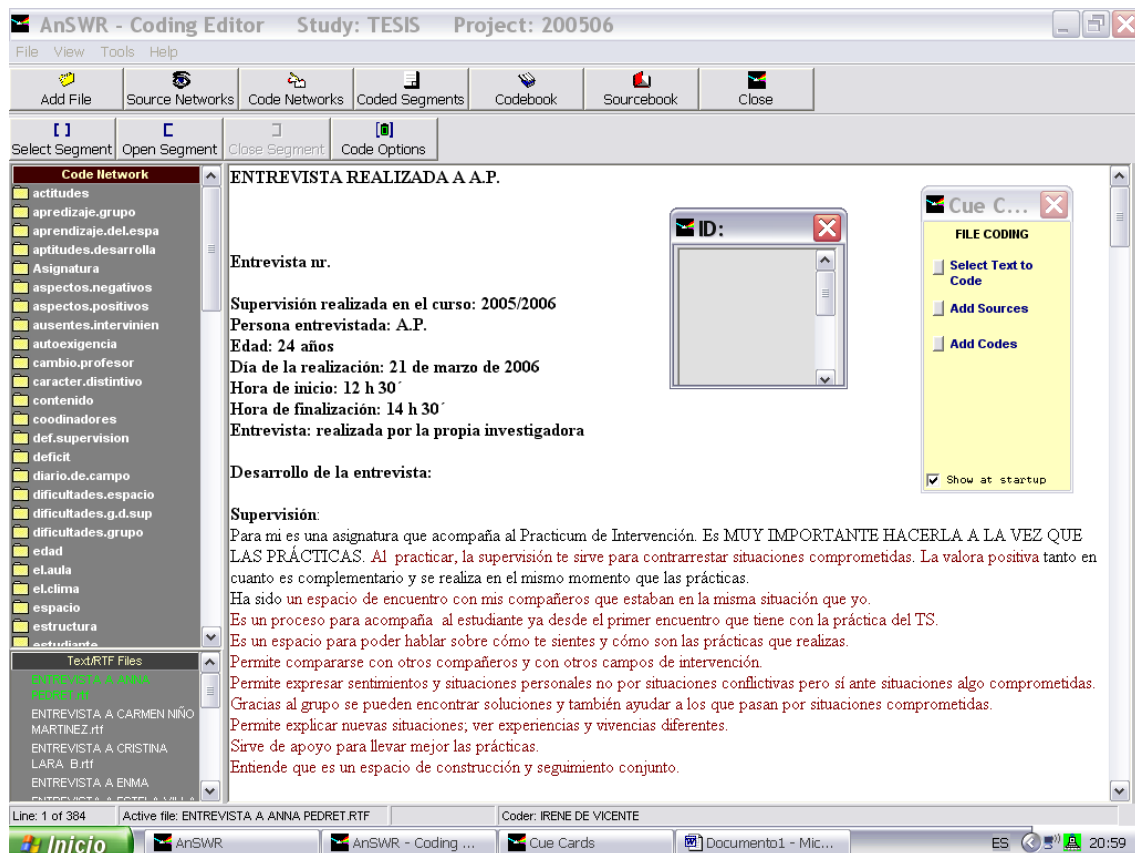 AnSWR - Coding Editor Study: TESIS Project: 200506
File View Tools Help
Add File Source Networks Code Networks Coded Segments Codebook Sourcebook Close
Select Segment Open Segment Close Segment Code Options
Code Network
actitudes
apredizaje.grupo
aprendizaje.del.espa
aptitudes.desarrolla
Asignatura
aspectos.negativos
aspectos.positivos
ausentes.intervinien
autoexigencia
cambio.profesor
caracter.distintivo
contenido
coodinadores
def.supervision
deficit
diario.de.campo
dificultades.espacio
dificultades.g.d.sup
dificultades.grupo
edad
el.aula
el.clima
espacio
estructura
estudiante
Text/RTF Files
ENTREVISTA A ANNA
PEDRET.rtf
ENTREVISTA A CARMEN NIÑO
MARTINEZ.rtf
ENTREVISTA A CRISTINA
LARA B.rtf
ENTREVISTA A ENMA
ENTREVISTA A ESTELA VILLA
ENTREVISTA REALIZADA A A.P.
Entrevista nr.
Supervisión realizada en el curso: 2005/2006
Persona entrevistada: A.P.
Edad: 24 años
Día de la realización: 21 de marzo de 2006
Hora de inicio: 12 h 30´
Hora de finalización: 14 h 30´
Entrevista: realizada por la propia investigadora
Desarrollo de la entrevista:
Supervisión:
Para mi es una asignatura que acompaña al Practicum de Intervención. Es MUY IMPORTANTE HACERLA A LA VEZ QUE
LAS PRÁCTICAS. Al practicar, la supervisión te sirve para contrarrestar situaciones comprometidas. La valora positiva tanto en
cuanto es complementario y se realiza en el mismo momento que las prácticas.
Ha sido un espacio de encuentro con mis compañeros que estaban en la misma situación que yo.
Es un proceso para acompaña al estudiante ya desde el primer encuentro que tiene con la práctica del TS.
Es un espacio para poder hablar sobre cómo te sientes y cómo son las prácticas que realizas.
Permite compararse con otros compañeros y con otros campos de intervención.
Permite expresar sentimientos y situaciones personales no por situaciones conflictivas pero sí ante situaciones algo comprometidas.
Gracias al grupo se pueden encontrar soluciones y también ayudar a los que pasan por situaciones comprometidas.
Permite explicar nuevas situaciones; ver experiencias y vivencias diferentes.
Sirve de apoyo para llevar mejor las prácticas.
Entiende que es un espacio de construcción y seguimiento conjunto.
ID:
Cue C...
FILE CODING
Select Text to
Code
Add Sources
Add Codes
Show at startup
Line: 1 of 384 Active file: ENTREVISTA A ANNA PEDRET.RTF Coder: IRENE DE VICENTE
Inicio AnSWR AnSWR - Coding ... Cue Cards Documento1 - Mic... ES 20:59